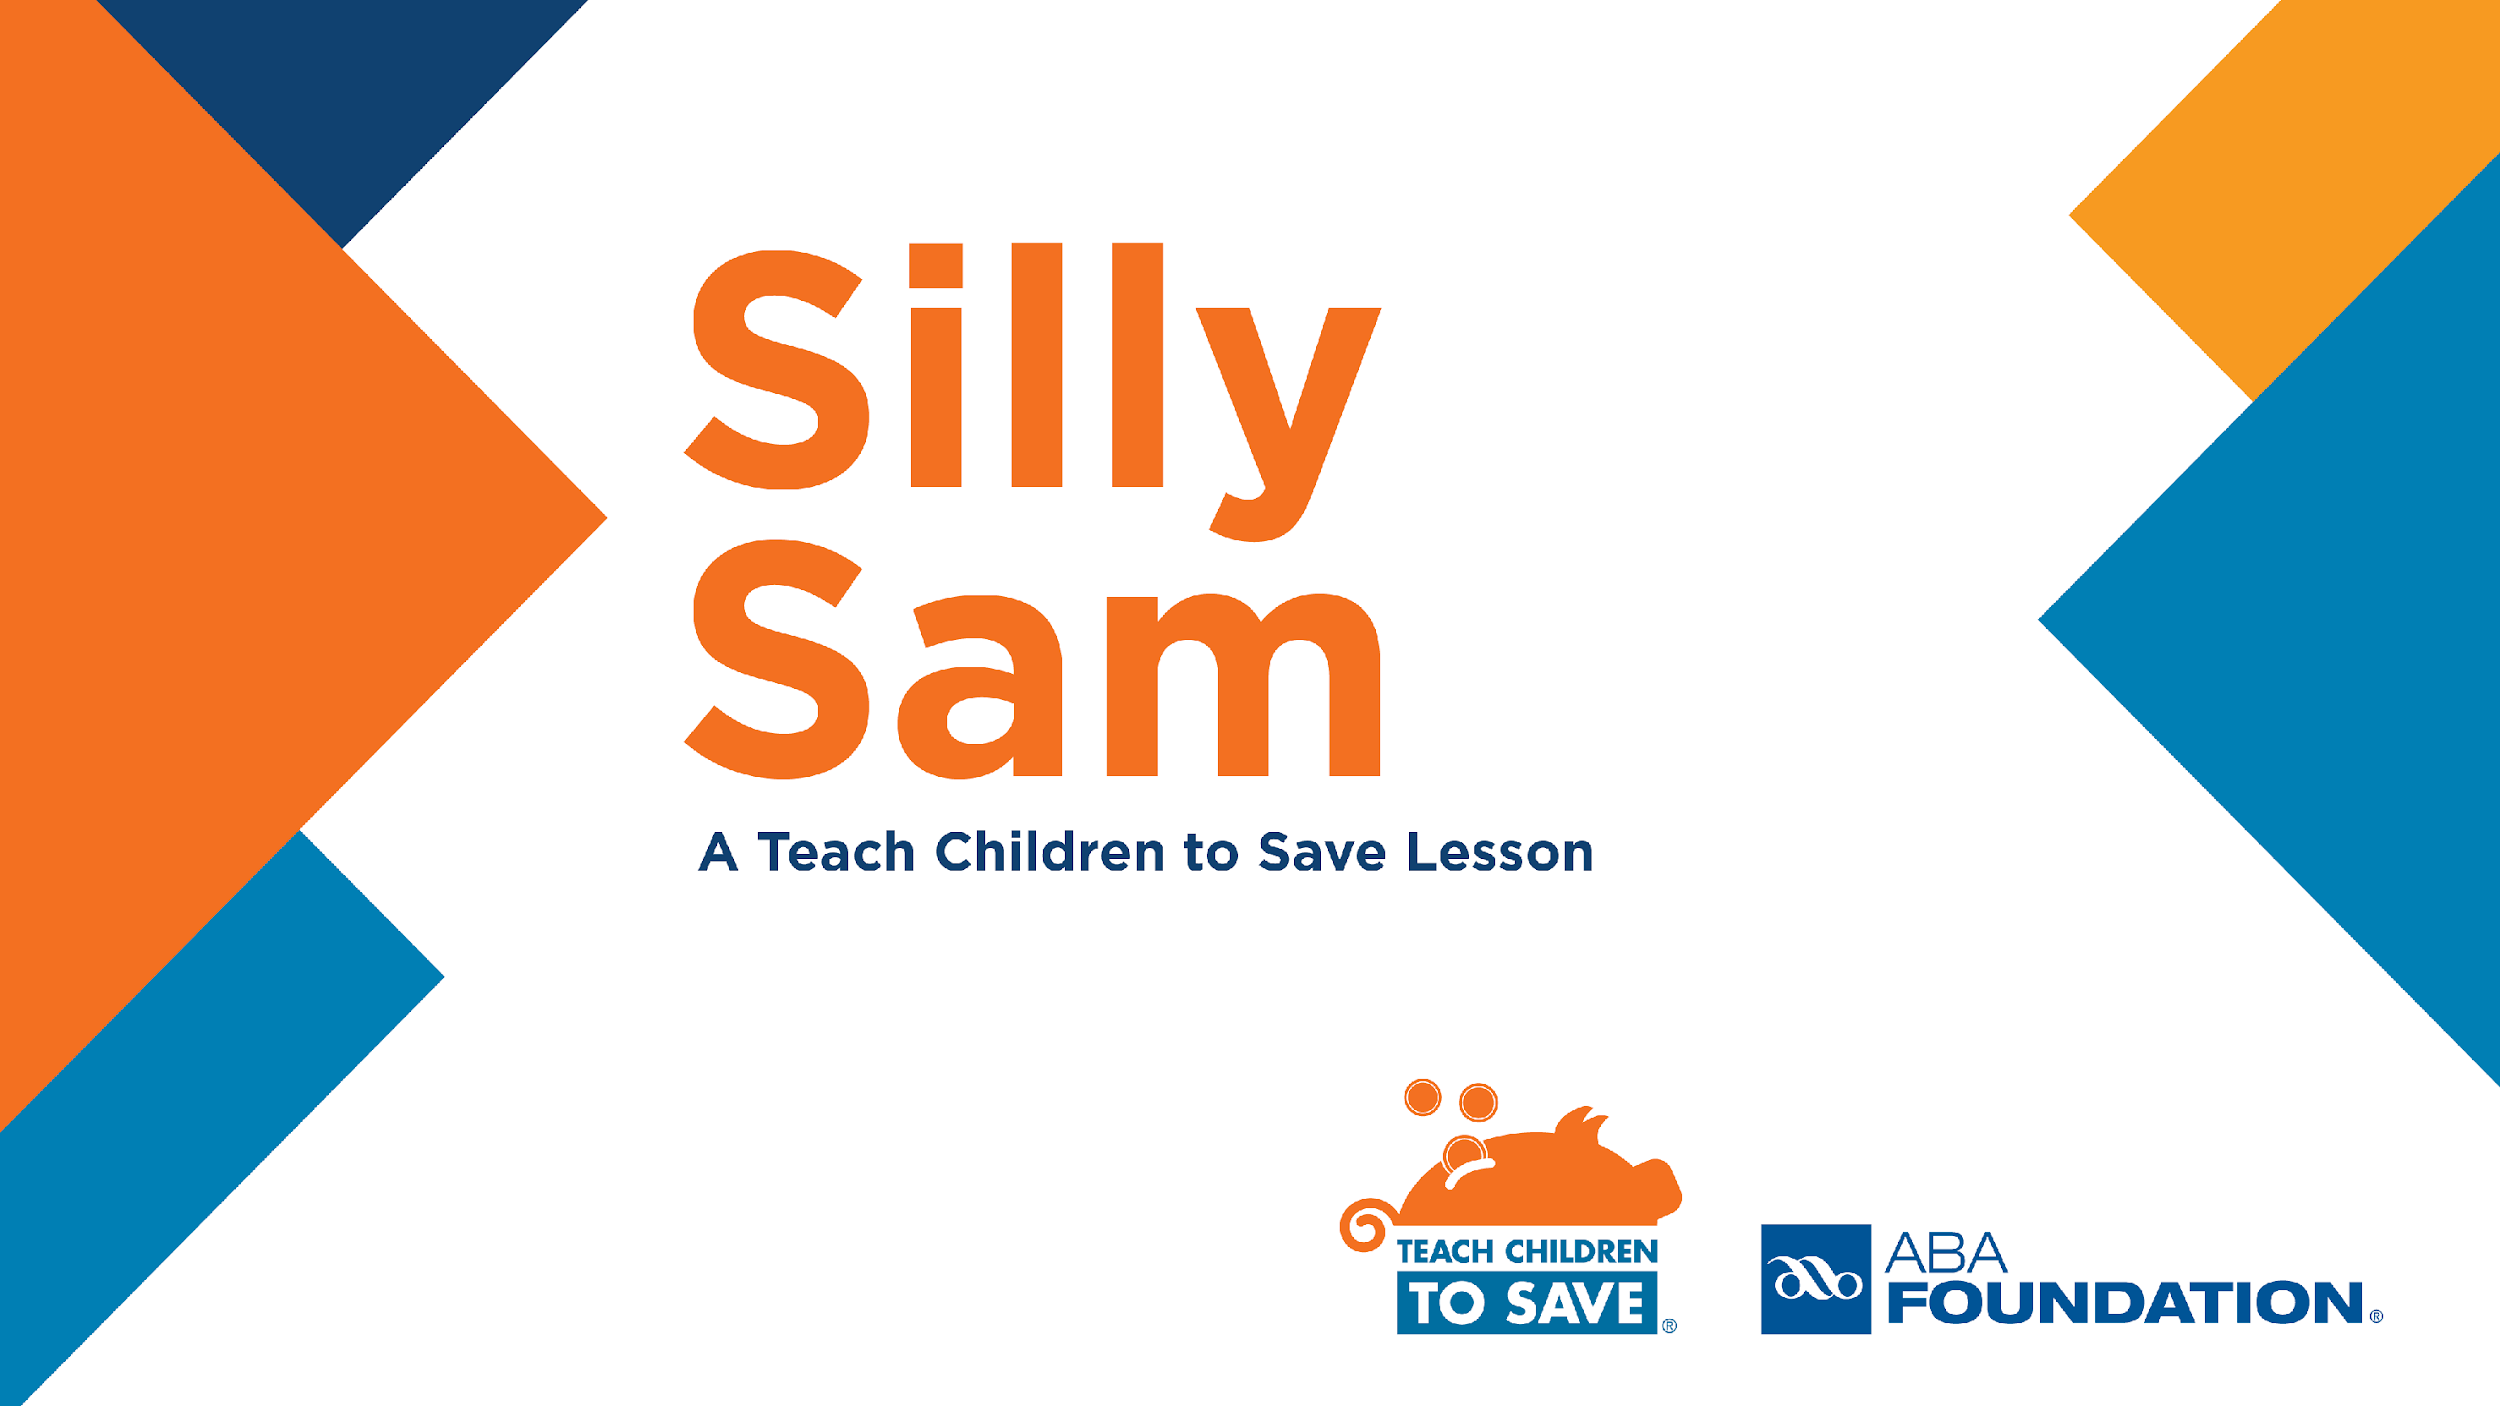 Silly
Sam
A Teach Children to Save Lesson
TEACH CHILDREN
TO SAVE®
ABA
FOUNDATION®